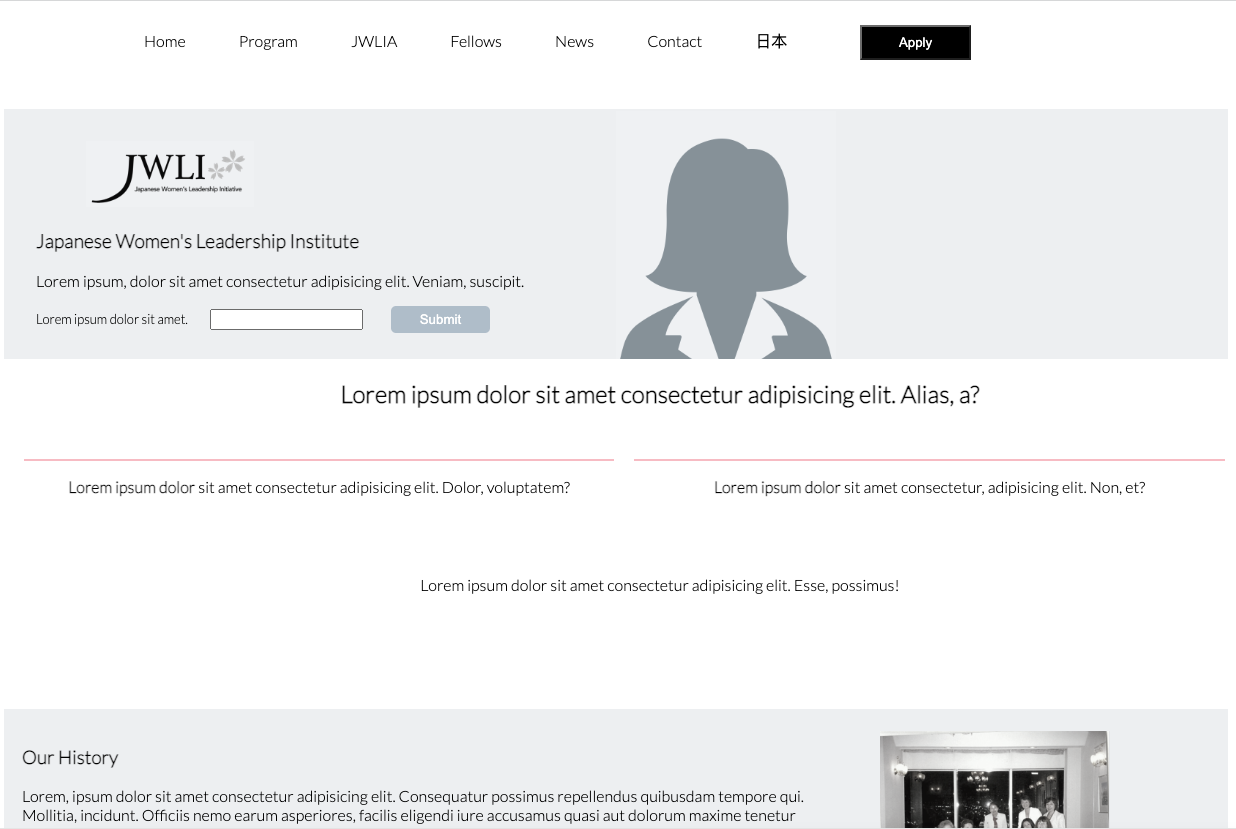 Home Program JWLIA Fellows News Contact 日本 Apply
JWLI
Japanese Women's Leadership Initiative
Japanese Women's Leadership Institute
Lorem ipsum, dolor sit amet consectetur adipisicing elit. Veniam, suscipit.
Lorem ipsum dolor sit amet. Submit
Lorem ipsum dolor sit amet consectetur adipisicing elit. Alias, a?
Lorem ipsum dolor sit amet consectetur adipisicing elit. Dolor, voluptatem?
Lorem ipsum dolor sit amet consectetur, adipisicing elit. Non, et?
Lorem ipsum dolor sit amet consectetur adipisicing elit. Esse, possimus!
Our History
Lorem, ipsum dolor sit amet consectetur adipisicing elit. Consequatur possimus repellendus quibusdam tempore qui.
Mollitia, incidunt. Officiis nemo earum asperiores, facilis eligendi iure accusamus quasi aut dolorum maxime tenetur